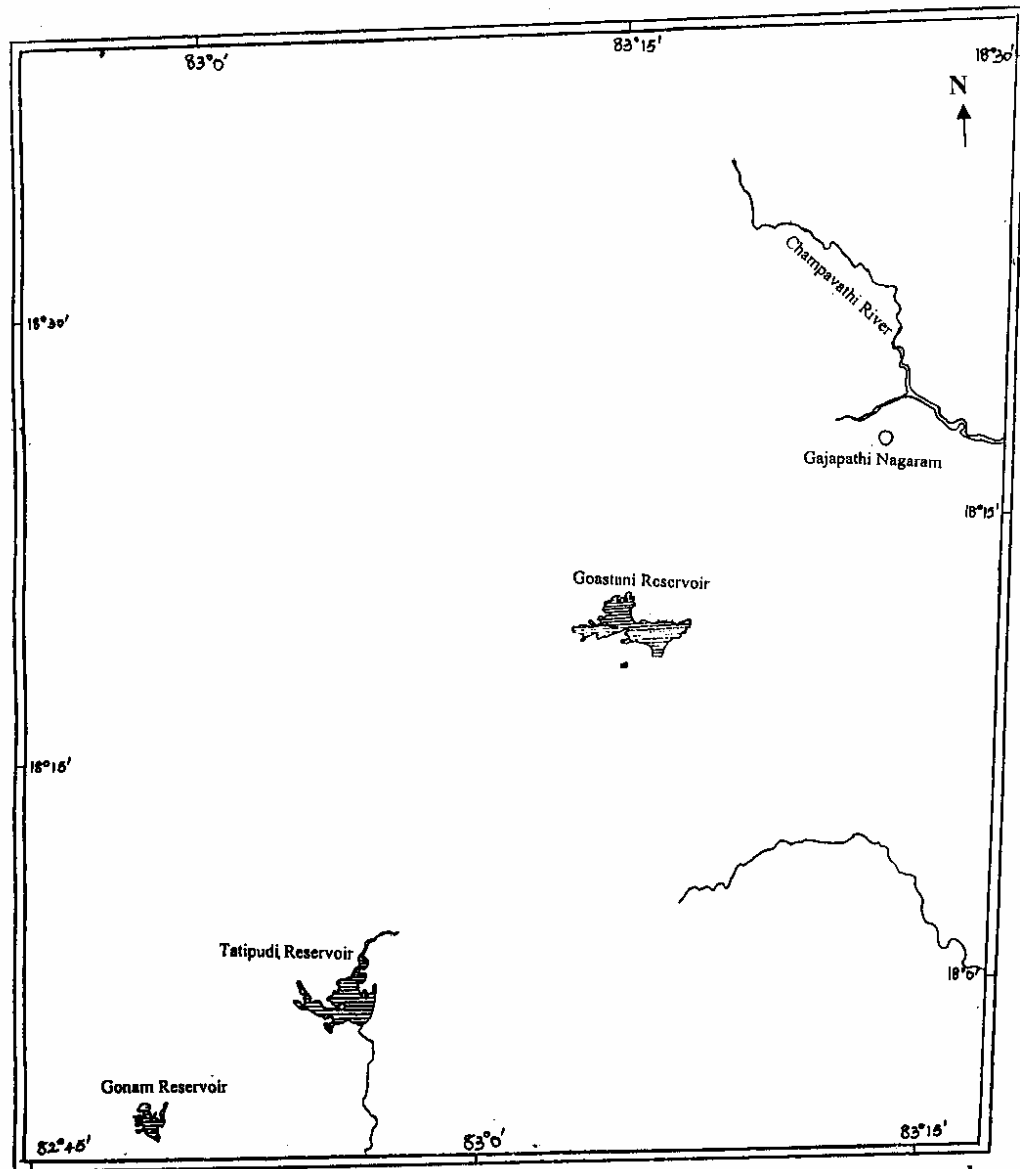 83°0'
83°15'
18°30'
N
Champavathi River
18°30'
Gajapathi Nagaram
18°15'
Goastani Reservoir
18°15'
Tatipudi Reservoir
18°0'
Gonam Reservoir
82°45'
83°0'
83°15'